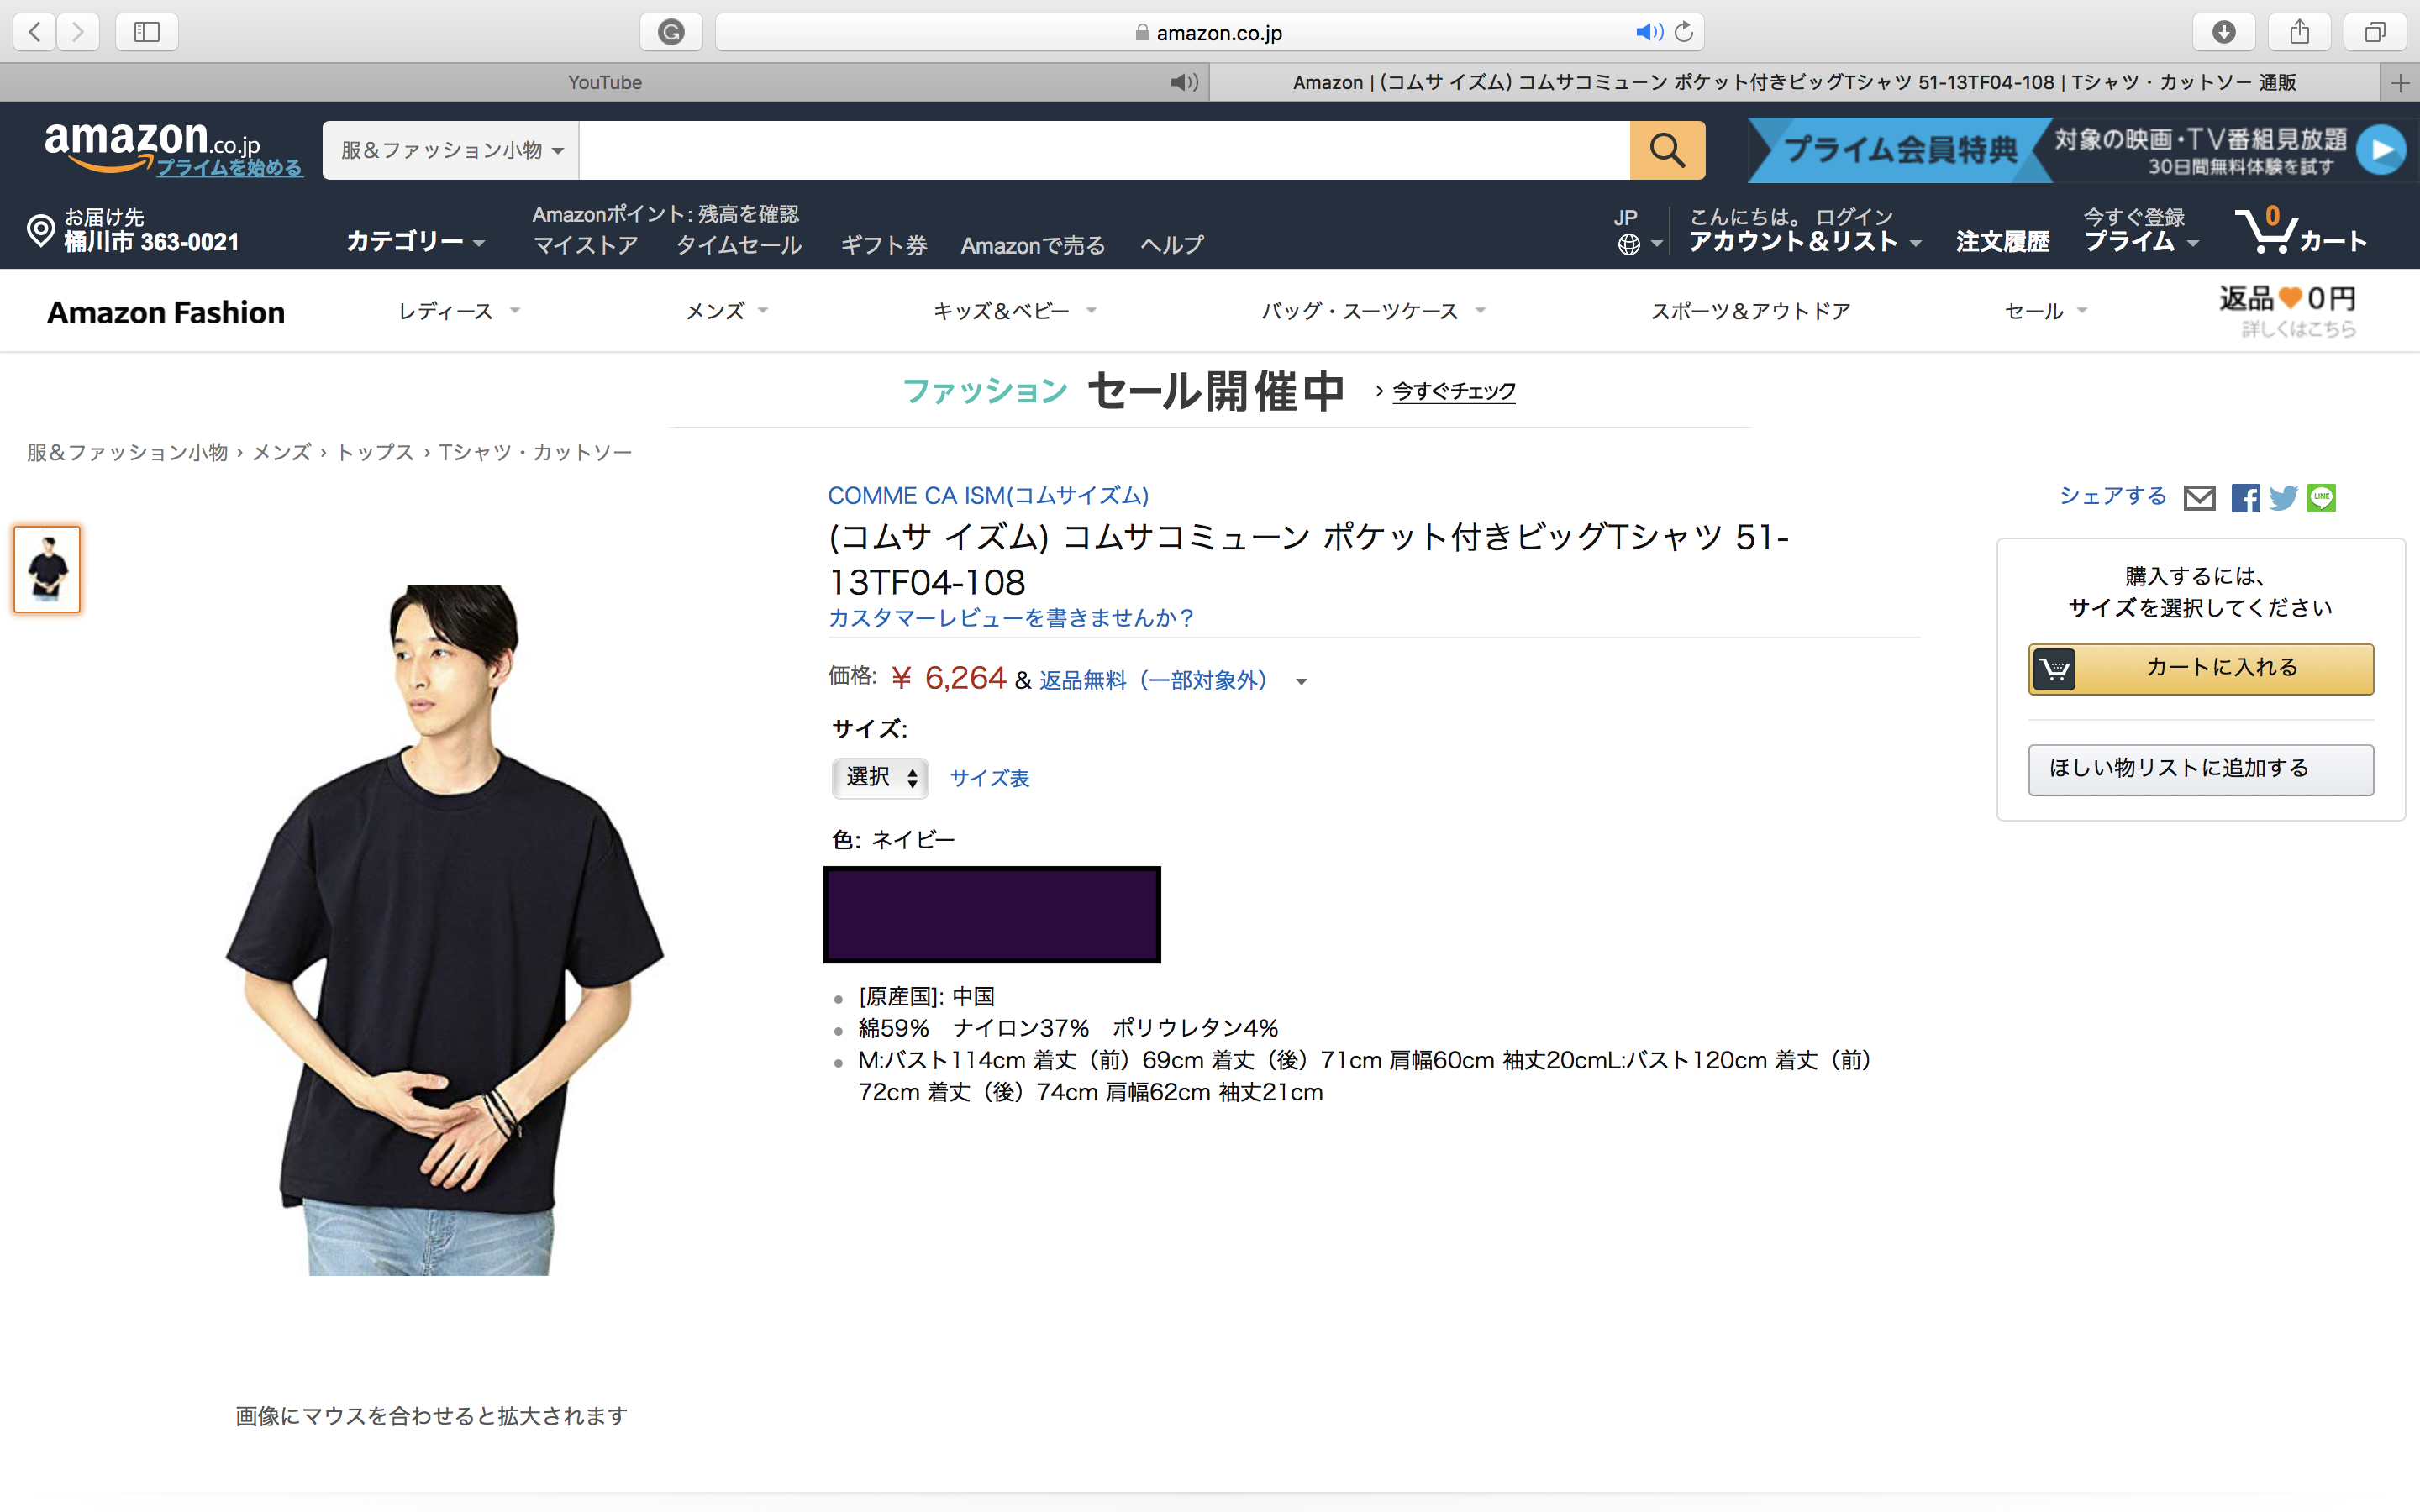 amazon.co.jp
YouTube
Amazon | (コムサ イズム) コムサコミューン ポケット付きビッグTシャツ 51-13TF04-108 | Tシャツ・カットソー 通販
amazon.co.jp
プライムを始める
服＆ファッション小物
プライム会員特典
対象の映画・TV番組見放題
30日間無料体験を試す
お届け先
桶川市 363-0021
カテゴリー
Amazonポイント: 残高を確認
マイストア タイムセール ギフト券 Amazonで売る ヘルプ
JP
こんにちは。 ログイン
アカウント＆リスト
注文履歴
今すぐ登録
プライム
0
カート
Amazon Fashion
レディース メンズ キッズ＆ベビー バッグ・スーツケース スポーツ＆アウトドア セール
返品 0円
詳しくはこちら
ファッション セール開催中 › 今すぐチェック
服＆ファッション小物 › メンズ › トップス › Tシャツ・カットソー
COMME CA ISM(コムサイズム)
(コムサ イズム) コムサコミューン ポケット付きビッグTシャツ 51-
13TF04-108
カスタマーレビューを書きませんか？
価格: ￥ 6,264 & 返品無料（一部対象外）
サイズ:
選択 サイズ表
色: ネイビー
[原産国]: 中国
綿59% ナイロン37% ポリウレタン4%
M:バスト114cm 着丈（前）69cm 着丈（後）71cm 肩幅60cm 袖丈20cmL:バスト120cm 着丈（前）
72cm 着丈（後）74cm 肩幅62cm 袖丈21cm
シェアする
LINE
購入するには、
サイズを選択してください
カートに入れる
ほしい物リストに追加する
画像にマウスを合わせると拡大されます